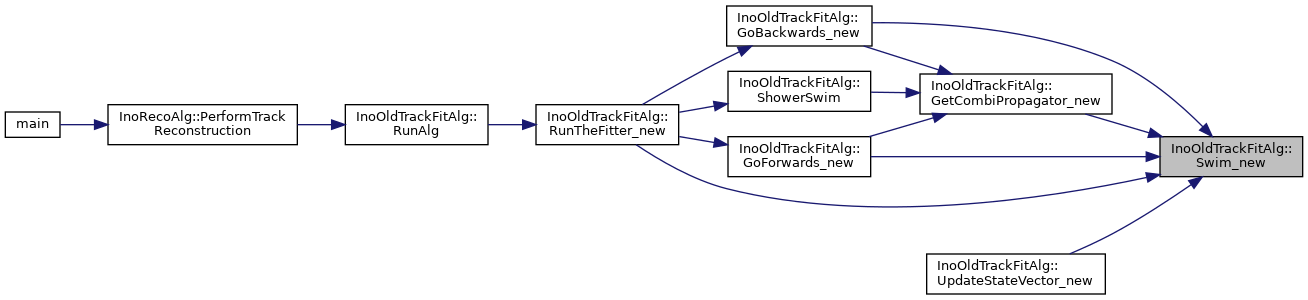 main
InoRecoAlg::PerformTrack
Reconstruction
InoOldTrackFitAlg::
RunAlg
InoOldTrackFitAlg::
RunTheFitter_new
InoOldTrackFitAlg::
GoBackwards_new
InoOldTrackFitAlg::
ShowerSwim
InoOldTrackFitAlg::
GoForwards_new
InoOldTrackFitAlg::
GetCombiPropagator_new
InoOldTrackFitAlg::
UpdateStateVector_new
InoOldTrackFitAlg::
Swim_new